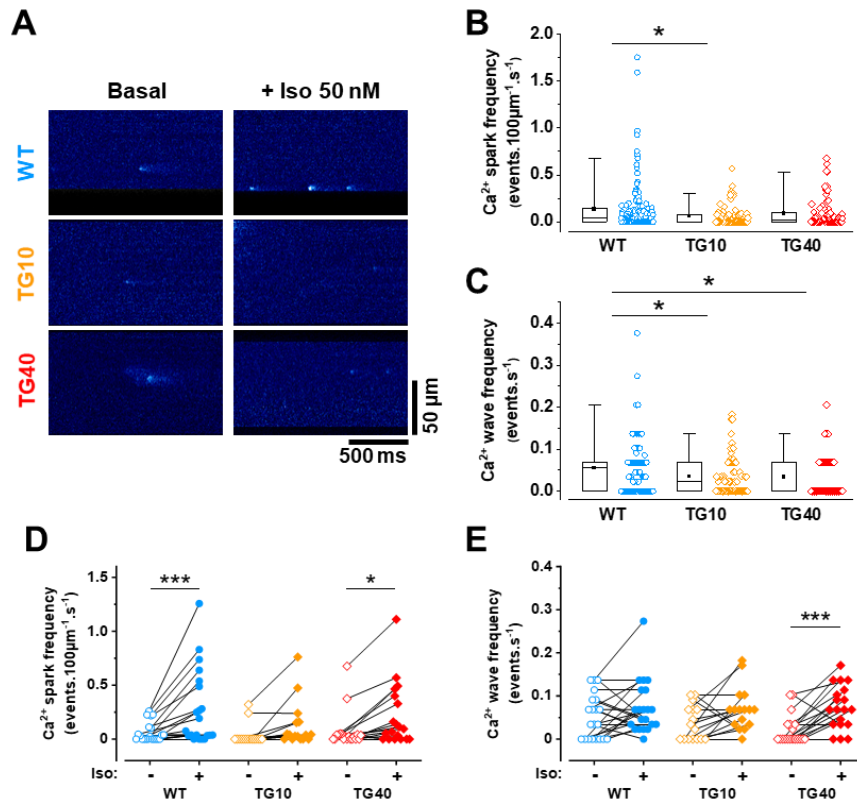 A
Basal
+ Iso 50 nM
WT
TG10
TG40
50 µm
500 ms
B
Ca²⁺ spark frequency
(events.100µm⁻¹.s⁻¹)
2.0
1.5
1.0
0.5
0.0
*
WT
TG10
TG40
C
Ca²⁺ wave frequency
(events.s⁻¹)
0.4
0.3
0.2
0.1
0.0
*
*
WT
TG10
TG40
D
Ca²⁺ spark frequency
(events.100µm⁻¹.s⁻¹)
1.5
1
0.5
0
***
*
Iso:
- + - + - +
WT
TG10
TG40
E
Ca²⁺ wave frequency
(events.s⁻¹)
0.4
0.3
0.2
0.1
0
***
Iso:
- + - + - +
WT
TG10
TG40